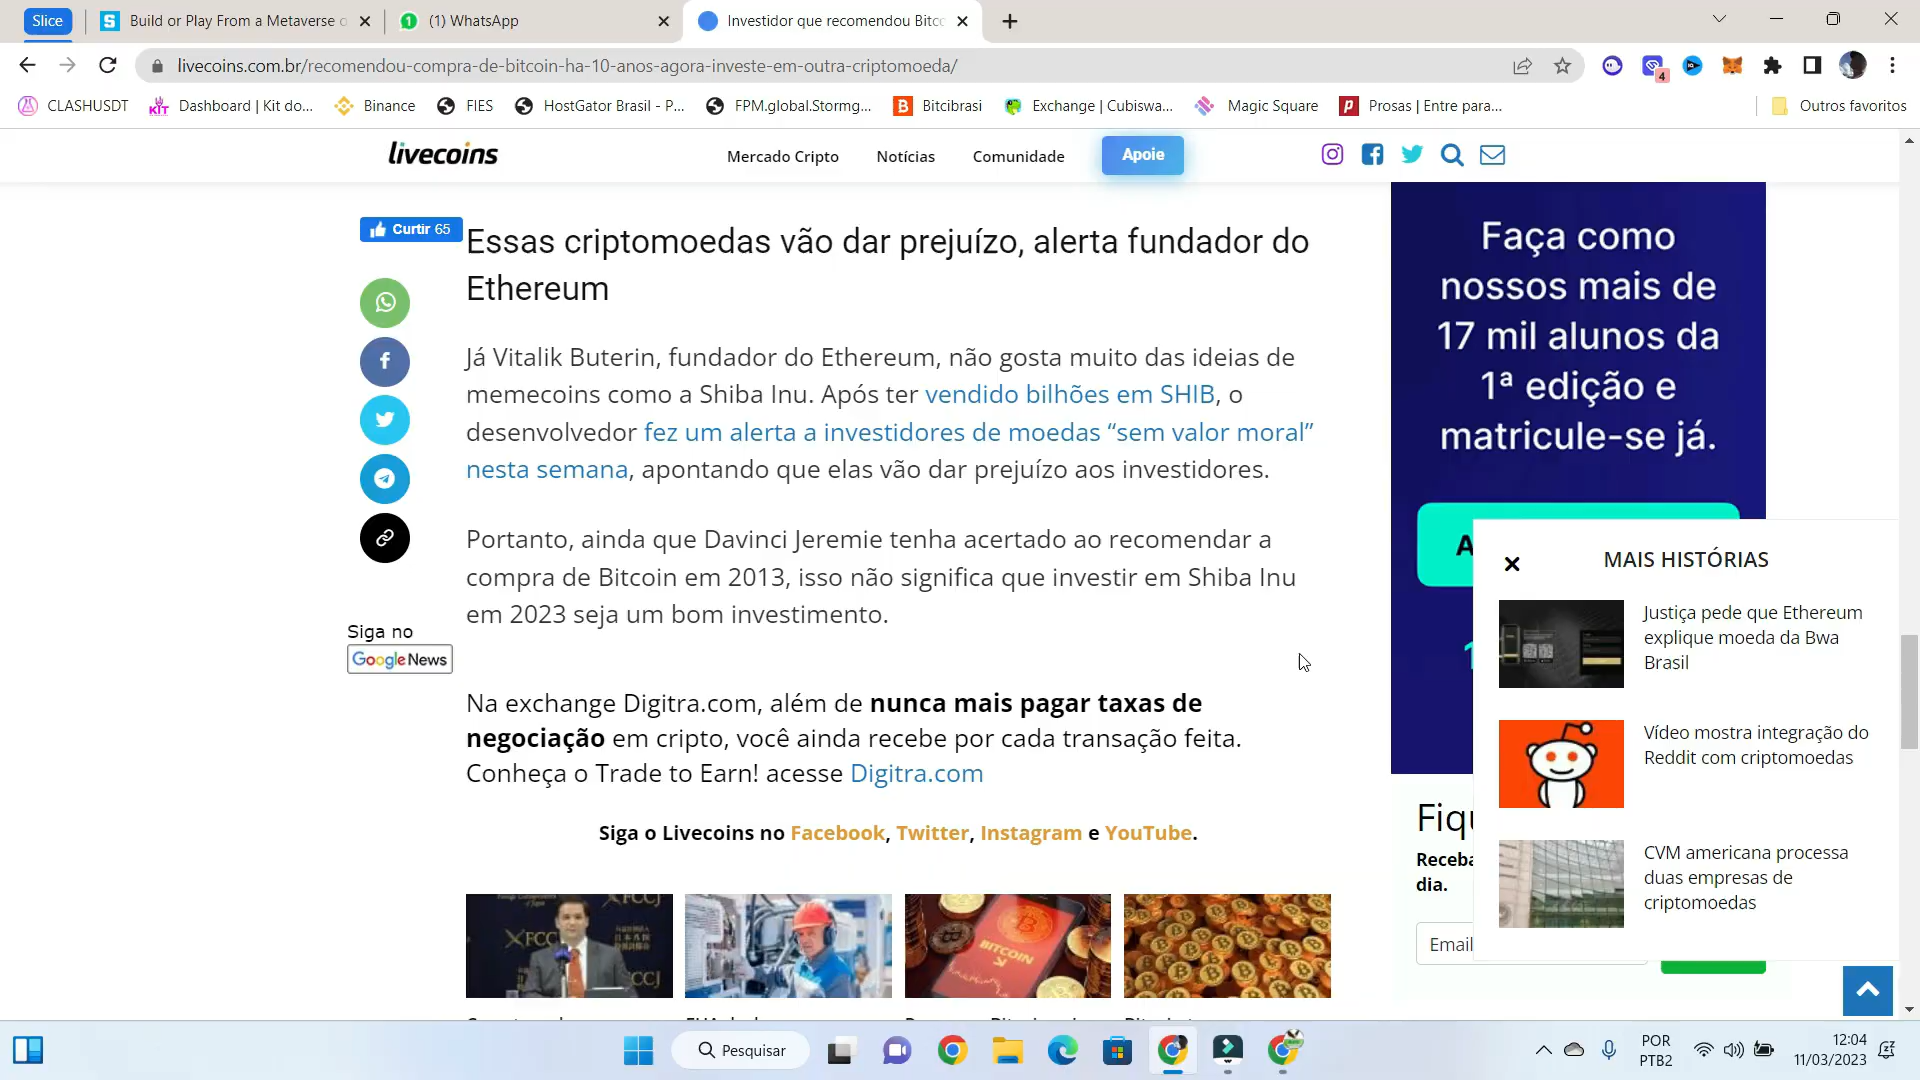 Slice
Build or Play From a Metaverse o
(1) WhatsApp
Investidor que recomendou Bitco
livecoins.com.br/recomendou-compra-de-bitcoin-ha-10-anos-agora-investe-em-outra-criptomoeda/
4
CLASHUSDT
KIT
Dashboard | Kit do...
Binance
FIES
HostGator Brasil - P...
FPM.global.Stormg...
Bitcibrasi
Exchange | Cubiswa...
Magic Square
Prosas | Entre para...
Outros favoritos
livecoins
Mercado Cripto
Notícias
Comunidade
Apoie
Curtir 65
Essas criptomoedas vão dar prejuízo, alerta fundador do
Ethereum
Já Vitalik Buterin, fundador do Ethereum, não gosta muito das ideias de
memecoins como a Shiba Inu. Após ter vendido bilhões em SHIB, o
desenvolvedor fez um alerta a investidores de moedas “sem valor moral”
nesta semana, apontando que elas vão dar prejuízo aos investidores.
Portanto, ainda que Davinci Jeremie tenha acertado ao recomendar a
compra de Bitcoin em 2013, isso não significa que investir em Shiba Inu
em 2023 seja um bom investimento.
Siga no
Google News
Na exchange Digitra.com, além de nunca mais pagar taxas de
negociação em cripto, você ainda recebe por cada transação feita.
Conheça o Trade to Earn! acesse Digitra.com
Siga o Livecoins no Facebook, Twitter, Instagram e YouTube.
FCC
FCCJ
BITCOIN
Faça como
nossos mais de
17 mil alunos da
1ª edição e
matricule-se já.
MAIS HISTÓRIAS
Justiça pede que Ethereum
explique moeda da Bwa
Brasil
Vídeo mostra integração do
Reddit com criptomoedas
CVM americana processa
duas empresas de
criptomoedas
dia.
Email
Pesquisar
POR
PTB2
12:04
11/03/2023